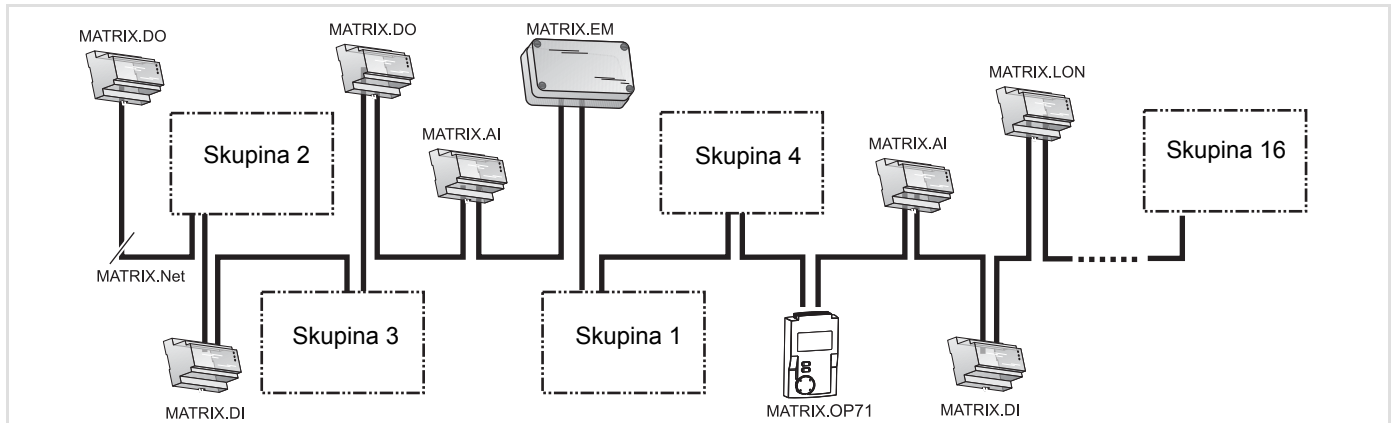 MATRIX.DO
MATRIX.DO
MATRIX.EM
MATRIX.LON
MATRIX.AI
MATRIX.AI
Skupina 2
Skupina 4
Skupina 16
MATRIX.Net
Skupina 3
Skupina 1
MATRIX.DI
MATRIX.OP71
MATRIX.DI